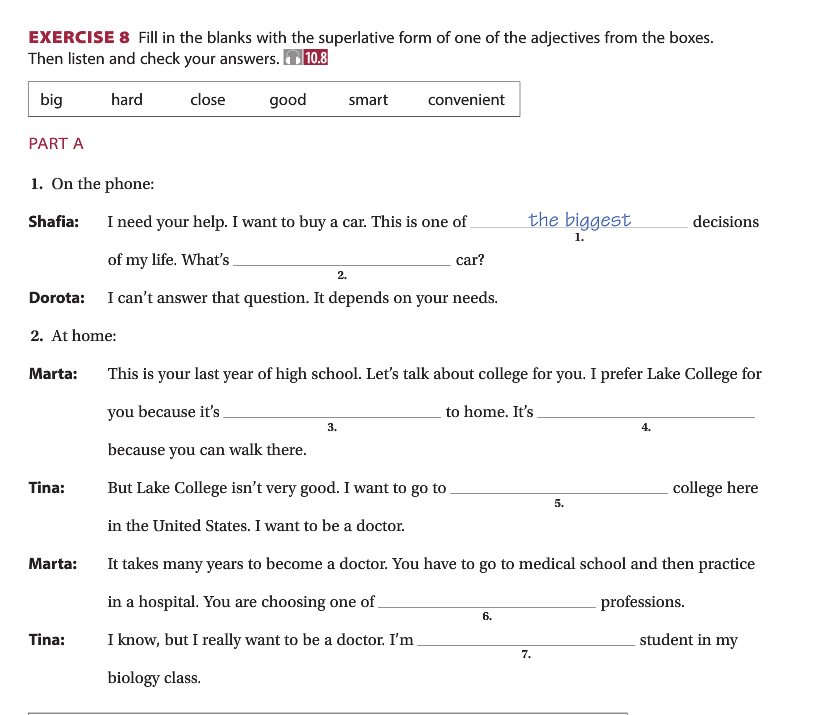 EXERCISE 8 Fill in the blanks with the superlative form of one of the adjectives from the boxes.
Then listen and check your answers. 10.8
big hard close good smart convenient
PART A
1. On the phone:
Shafia: I need your help. I want to buy a car. This is one of the biggest decisions
1.
of my life. What's ____ car?
2.
Dorota: I can't answer that question. It depends on your needs.
2. At home:
Marta: This is your last year of high school. Let's talk about college for you. I prefer Lake College for
you because it's ____ to home. It's ____
3. 4.
because you can walk there.
Tina: But Lake College isn't very good. I want to go to ____ college here
5.
in the United States. I want to be a doctor.
Marta: It takes many years to become a doctor. You have to go to medical school and then practice
in a hospital. You are choosing one of ____ professions.
6.
Tina: I know, but I really want to be a doctor. I'm ____ student in my
7.
biology class.